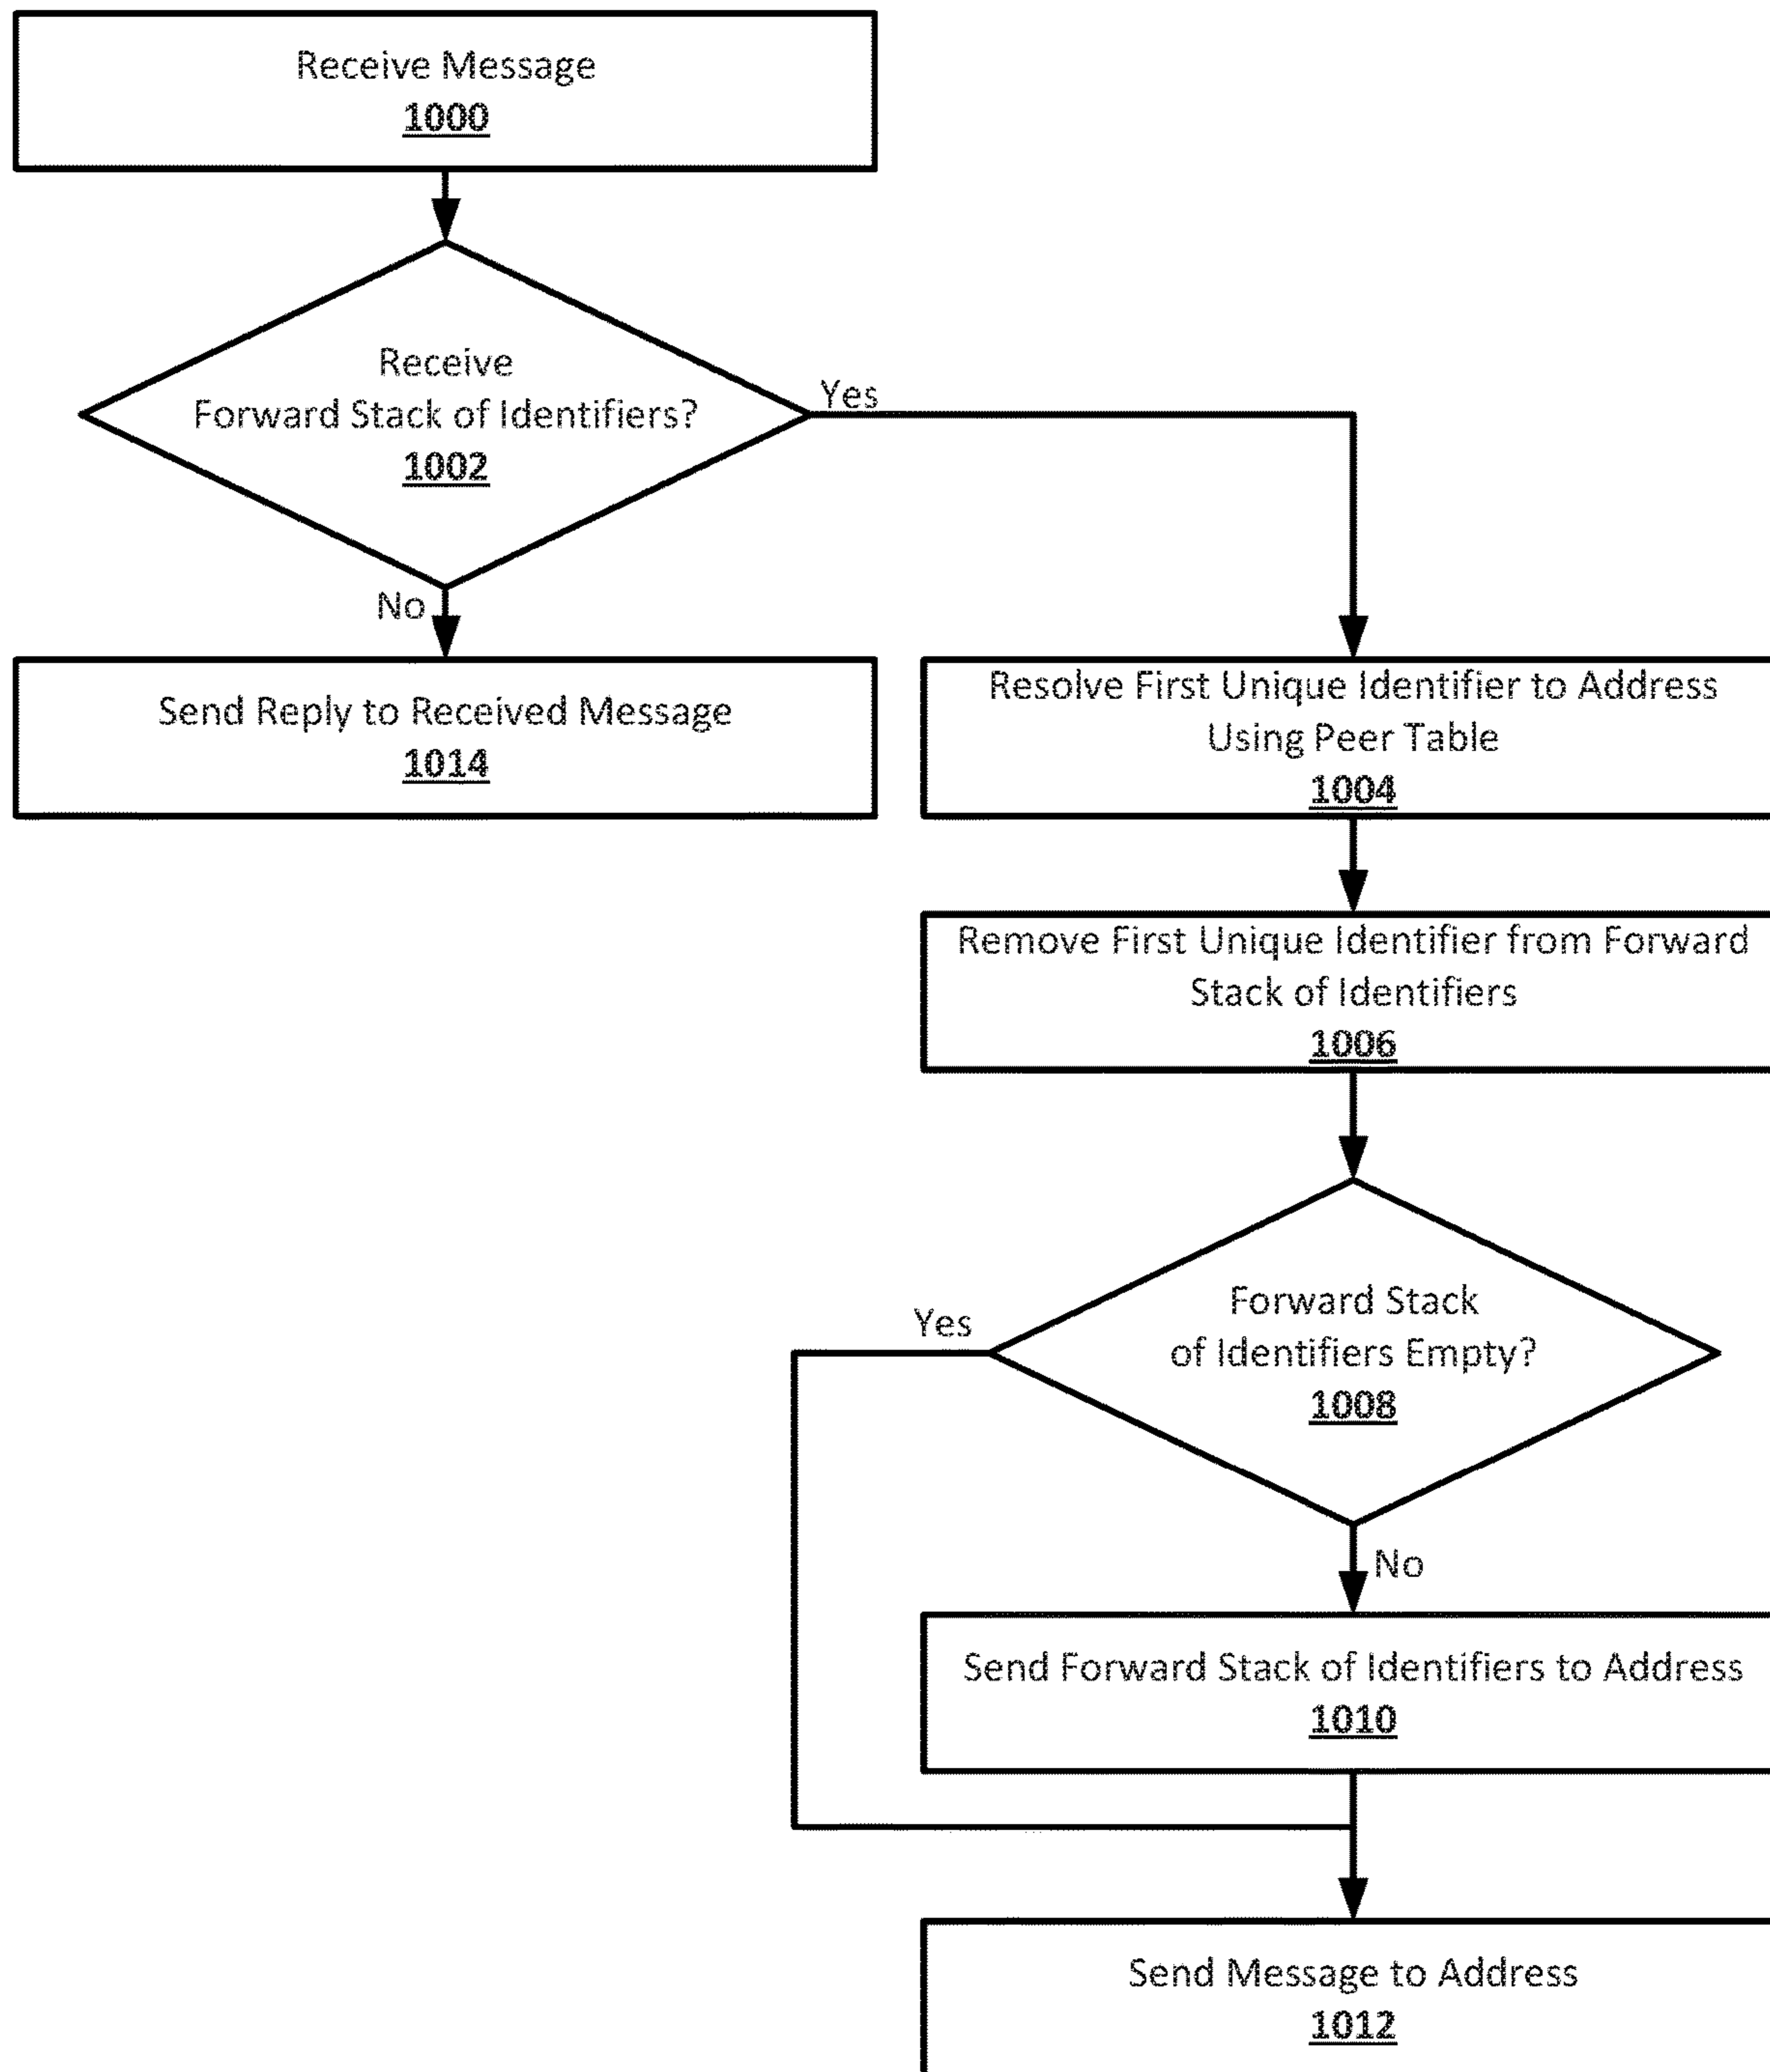 Receive Message
1000
Receive
Forward Stack of Identifiers?
1002
Yes
No
Send Reply to Received Message
1014
Resolve First Unique Identifier to Address
Using Peer Table
1004
Remove First Unique Identifier from Forward
Stack of Identifiers
1006
Forward Stack
of Identifiers Empty?
1008
Yes
No
Send Forward Stack of Identifiers to Address
1010
Send Message to Address
1012